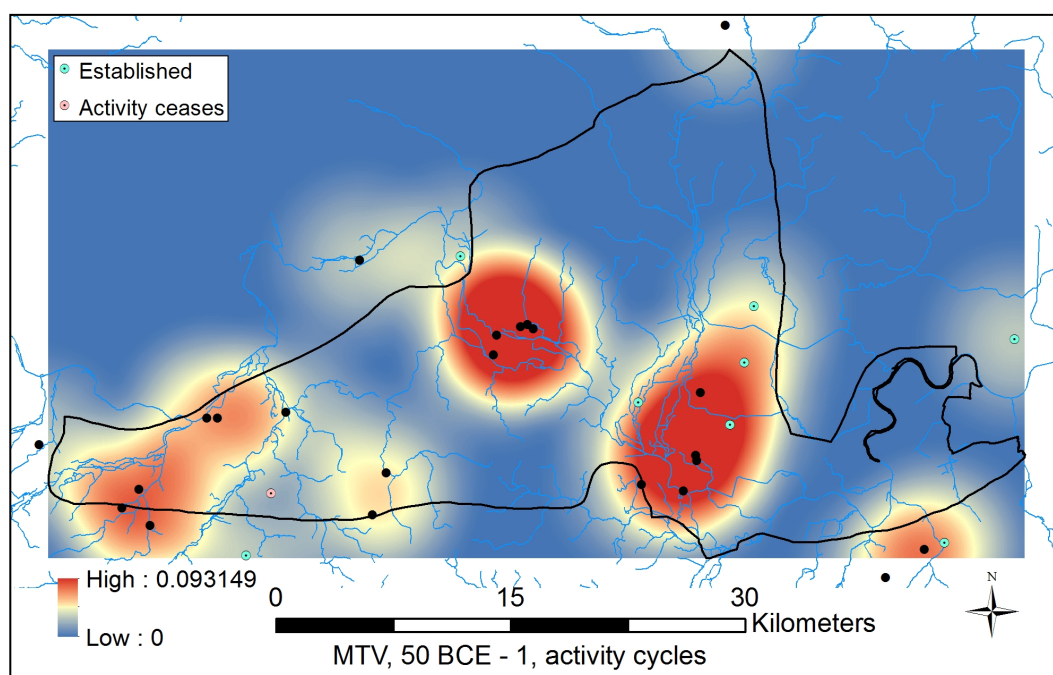 Established
Activity ceases
High : 0.093149
Low : 0
0 15 30
Kilometers
N
MTV, 50 BCE - 1, activity cycles